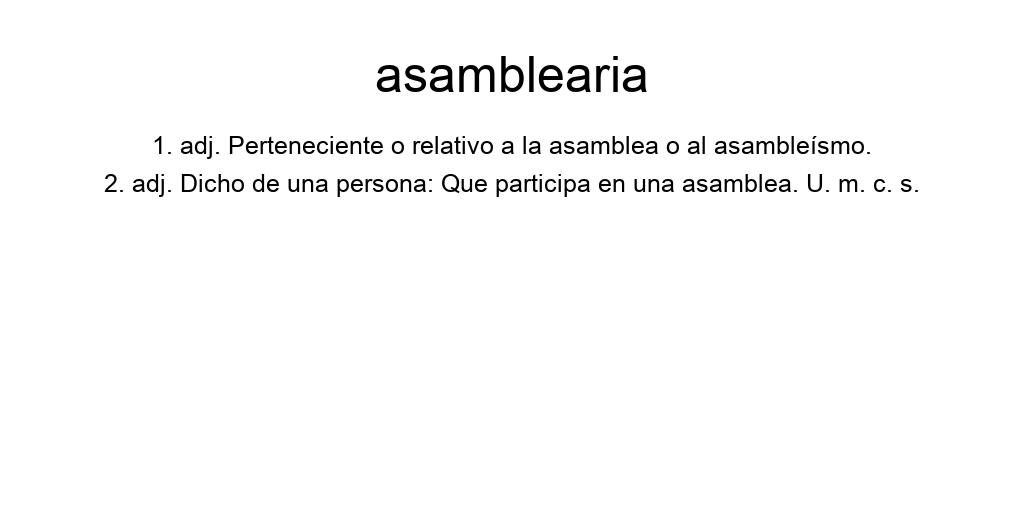 asamblearia
1. adj. Perteneciente o relativo a la asamblea o al asambleísmo.
2. adj. Dicho de una persona: Que participa en una asamblea. U. m. c. s.